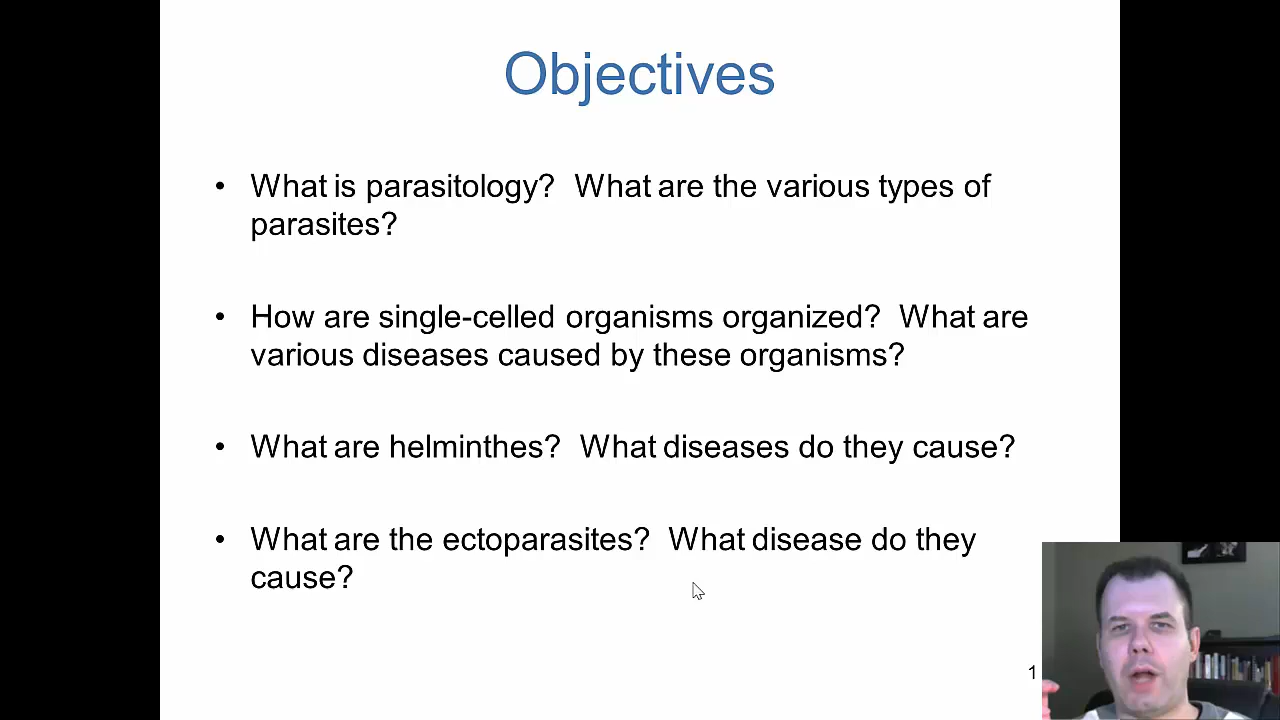 Objectives
• What is parasitology?  What are the various types of
parasites?
• How are single-celled organisms organized?  What are
various diseases caused by these organisms?
• What are helminthes?  What diseases do they cause?
• What are the ectoparasites?  What disease do they
cause?
1